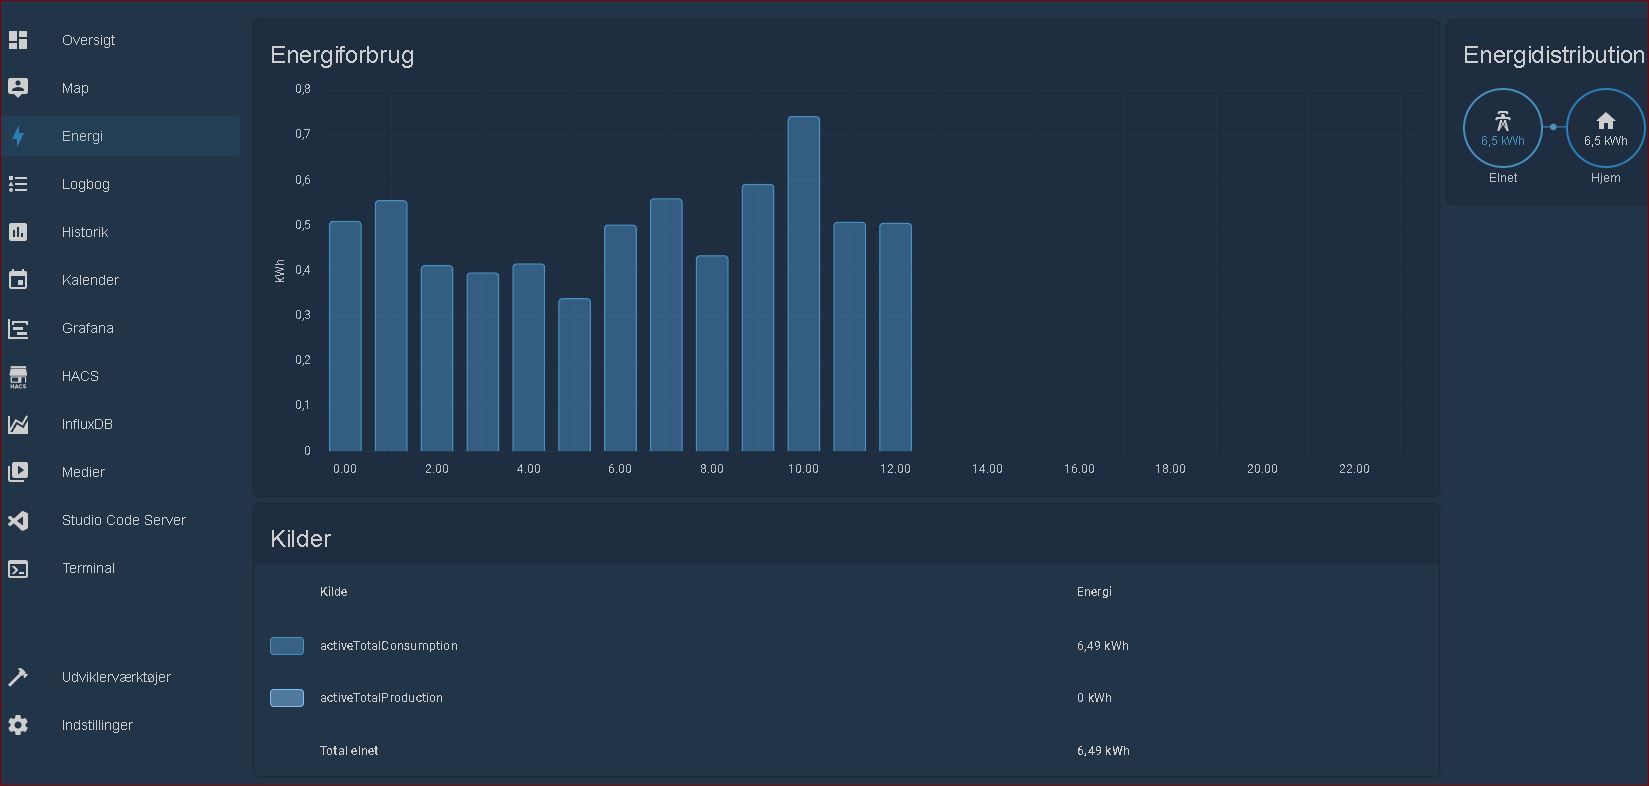 Oversigt
Map
Energi
Logbog
Historik
Kalender
Grafana
HACS
HACS
InfluxDB
Medier
Studio Code Server
Terminal
Udviklerværktøjer
Indstillinger
Energiforbrug
0,8
0,7
0,6
0,5
0,4
0,3
0,2
0,1
0
kWh
0.00 2.00 4.00 6.00 8.00 10.00 12.00 14.00 16.00 18.00 20.00 22.00
Kilder
Kilde Energi
activeTotalConsumption 6,49 kWh
activeTotalProduction 0 kWh
Total elnet 6,49 kWh
Energidistribution
6,5 kWh 6,5 kWh
Elnet Hjem